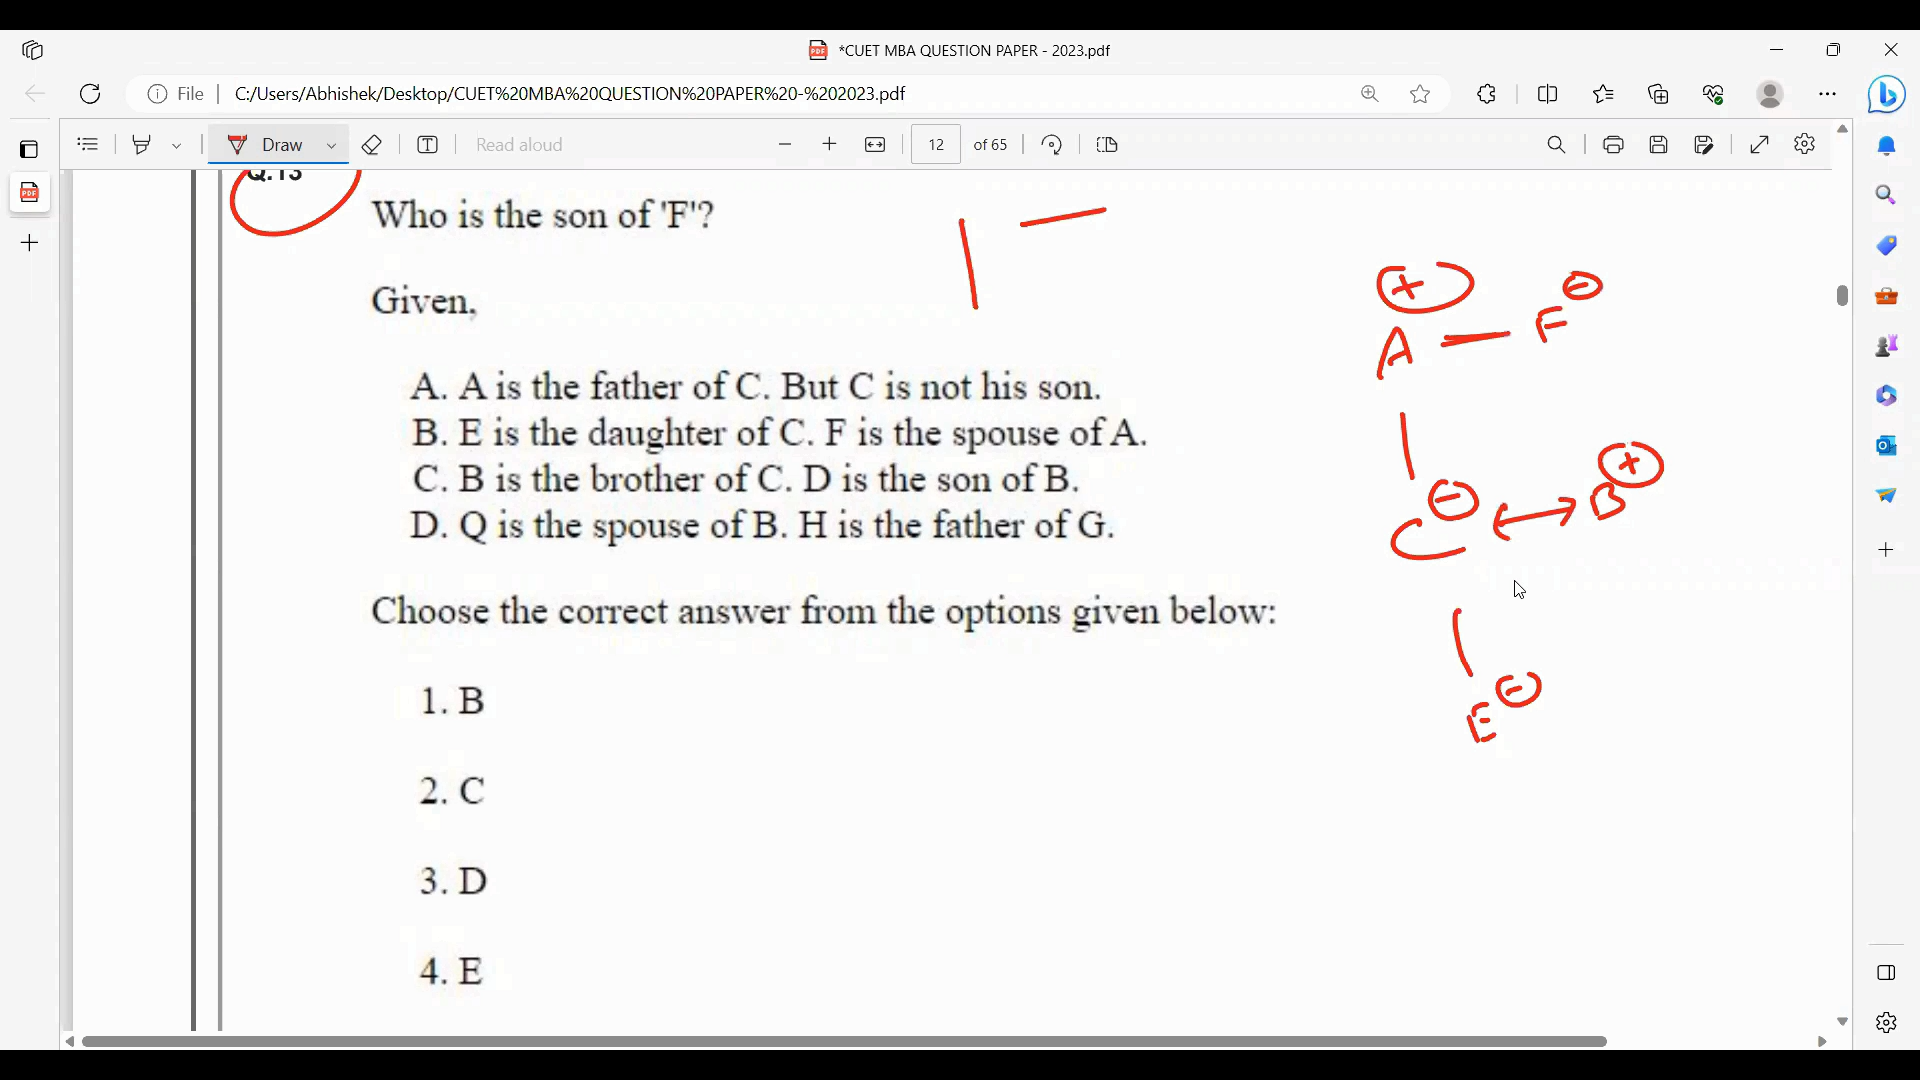 *CUET MBA QUESTION PAPER - 2023.pdf
File
C:/Users/Abhishek/Desktop/CUET%20MBA%20QUESTION%20PAPER%20-%202023.pdf
Draw
Read aloud
12 of 65
Q.13
Who is the son of 'F'?
Given,
A. A is the father of C. But C is not his son.
B. E is the daughter of C. F is the spouse of A.
C. B is the brother of C. D is the son of B.
D. Q is the spouse of B. H is the father of G.
Choose the correct answer from the options given below:
1. B
2. C
3. D
4. E
+ -
A = F
- +
C ↔ B
-
E